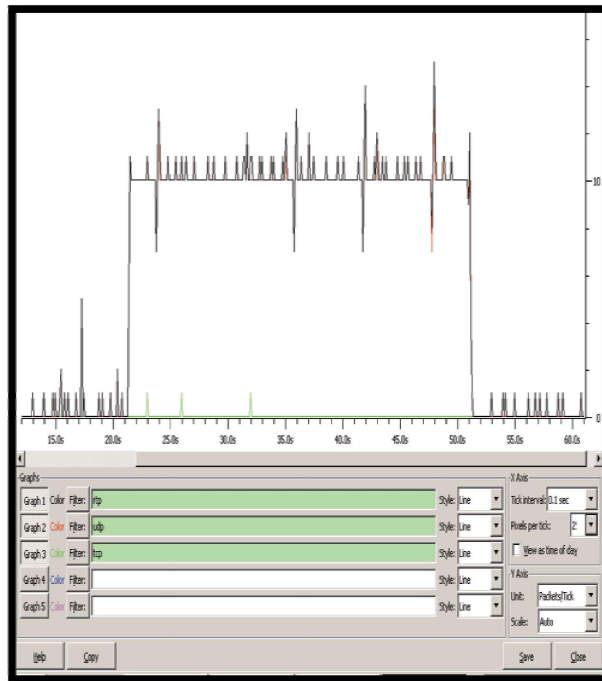 10
0
15.0s 20.0s 25.0s 30.0s 35.0s 40.0s 45.0s 50.0s 55.0s 60.0s
Graphs
Graph 1 Color Filter: rtp Style: Line
Graph 2 Color Filter: udp Style: Line
Graph 3 Color Filter: tcp Style: Line
Graph 4 Color Filter: Style: Line
Graph 5 Color Filter: Style: Line
X Axis
Tick interval: 0.1 sec
Pixels per tick: 2
View as time of day
Y Axis
Unit: Packets/Tick
Scale: Auto
Help Copy Save Close